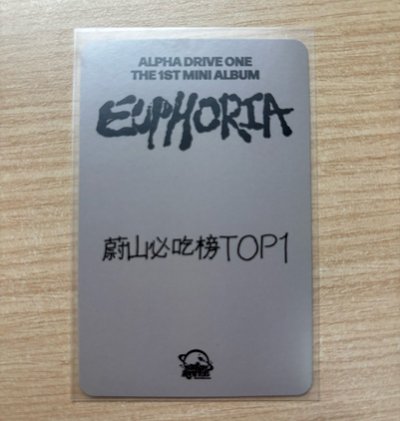 ALPHA DRIVE ONE
THE 1ST MINI ALBUM
EUPHORIA
蔚山必吃榜TOP1